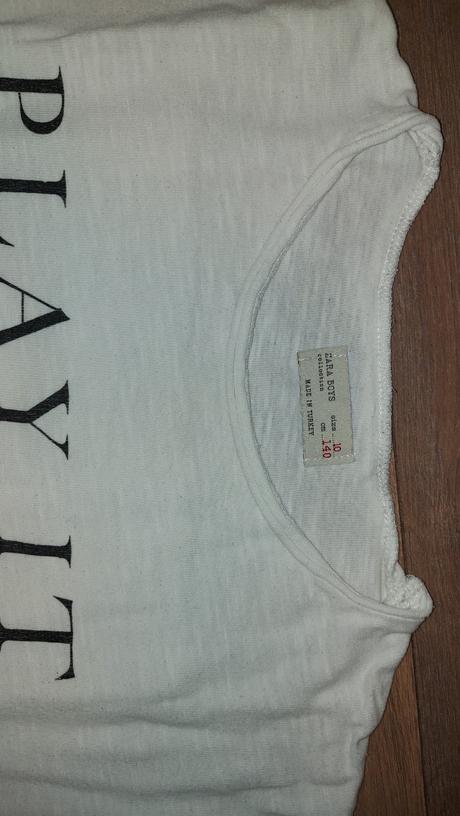 PLAY IT
ZARA BOYS size 10
collection cm 140
MADE IN TURKEY